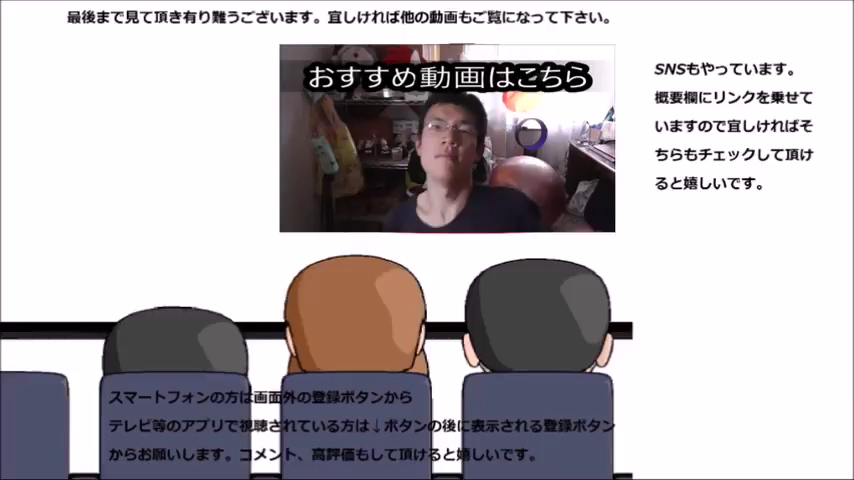 最後まで見て頂き有り難うございます。宜しければ他の動画もご覧になって下さい。
おすすめ動画はこちら
SNSもやっています。
概要欄にリンクを乗せて
いますので宜しければそ
ちらもチェックして頂け
ると嬉しいです。
スマートフォンの方は画面外の登録ボタンから
テレビ等のアプリで視聴されている方は↓ボタンの後に表示される登録ボタン
からお願いします。コメント、高評価もして頂けると嬉しいです。